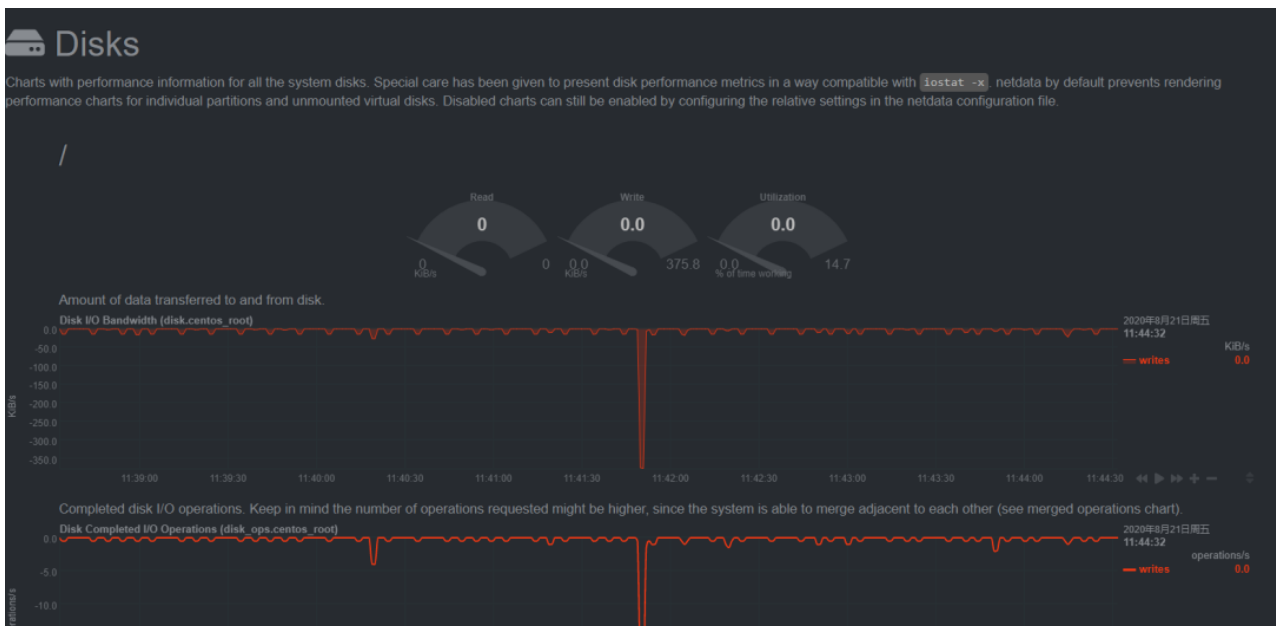 Disks
Charts with performance information for all the system disks. Special care has been given to present disk performance metrics in a way compatible with iostat -x. netdata by default prevents rendering
performance charts for individual partitions and unmounted virtual disks. Disabled charts can still be enabled by configuring the relative settings in the netdata configuration file.
/
Read Write Utilization
0 0.0 0.0
0 0 0.0 375.8 0.0 14.7
KiB/s KiB/s % of time working
Amount of data transferred to and from disk.
Disk I/O Bandwidth (disk.centos_root)
2020年8月21日周五
11:44:32
KiB/s
writes 0.0
0.0
-50.0
-100.0
-150.0
-200.0
-250.0
-300.0
-350.0
KiB/s
11:39:00 11:39:30 11:40:00 11:40:30 11:41:00 11:41:30 11:42:00 11:42:30 11:43:00 11:43:30 11:44:00 11:44:30
Completed disk I/O operations. Keep in mind the number of operations requested might be higher, since the system is able to merge adjacent to each other (see merged operations chart).
Disk Completed I/O Operations (disk_ops.centos_root)
2020年8月21日周五
11:44:32
operations/s
writes 0.0
0.0
-5.0
-10.0